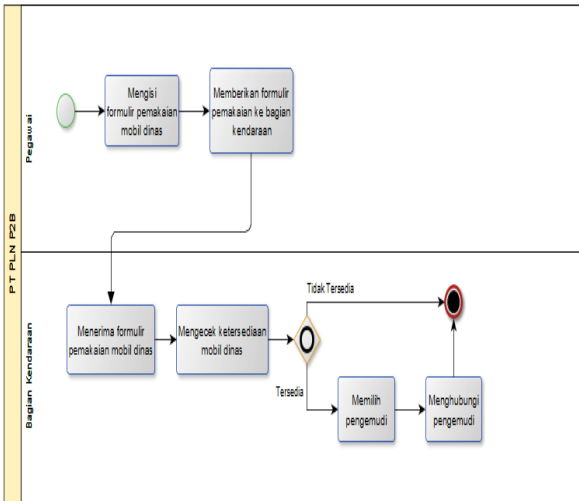 PT PLN P2B
Pegawai
Mengisi
formulir pemakaian
mobil dinas
Memberikan formulir
pemakaian ke bagian
kendaraan
Bagian Kendaraan
Menerima formulir
pemakaian mobil dinas
Mengecek ketersediaan
mobil dinas
Tidak Tersedia
Tersedia
Memilih
pengemudi
Menghubungi
pengemudi